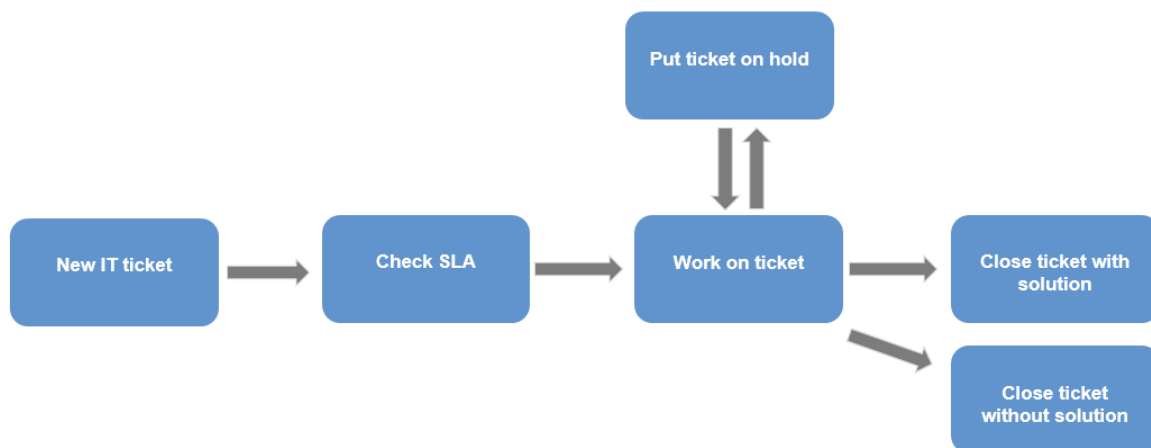 Put ticket on hold
New IT ticket
Check SLA
Work on ticket
Close ticket with
solution
Close ticket
without solution